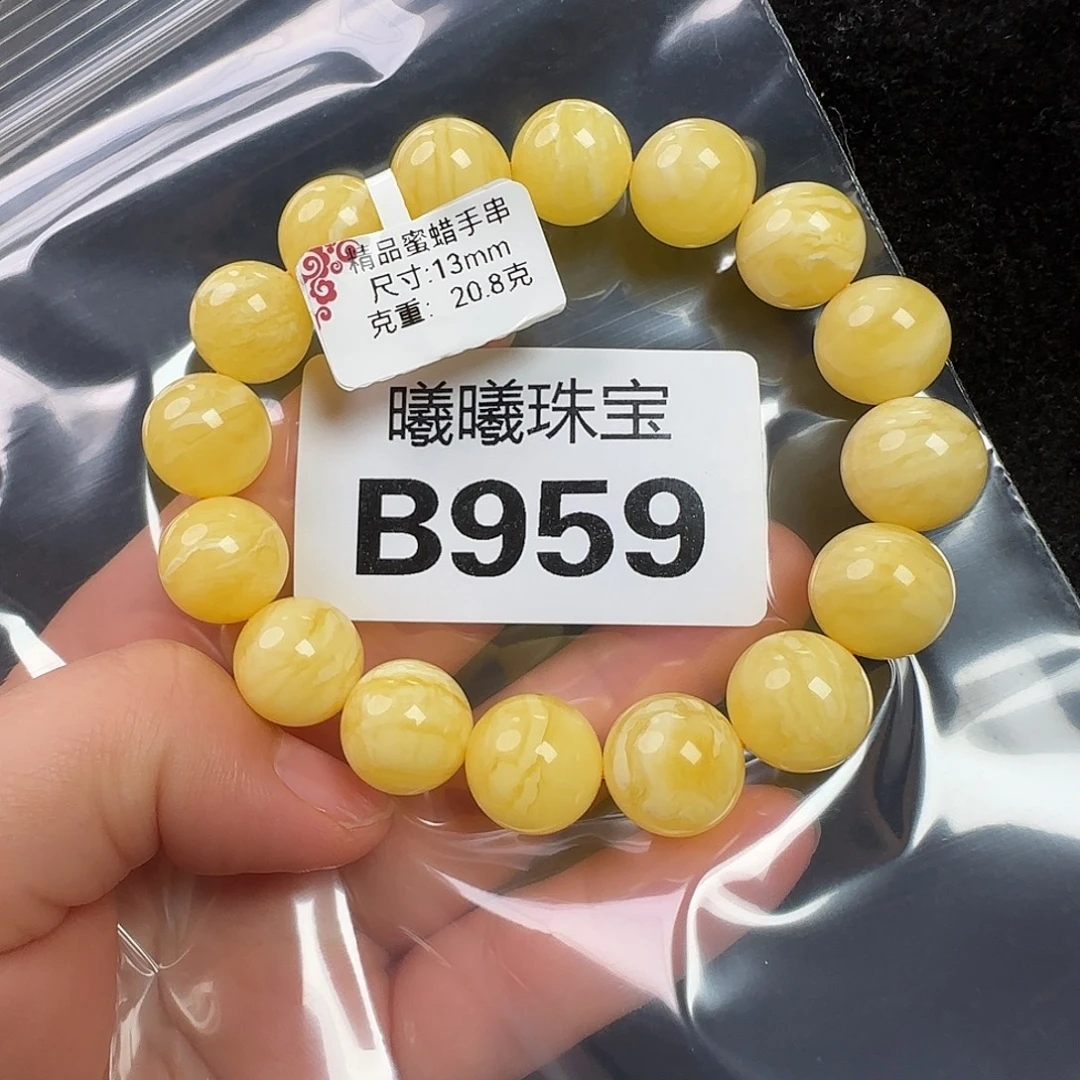 精品蜜蜡手串
尺寸:13mm
克重: 20.8克
曦曦珠宝
B959